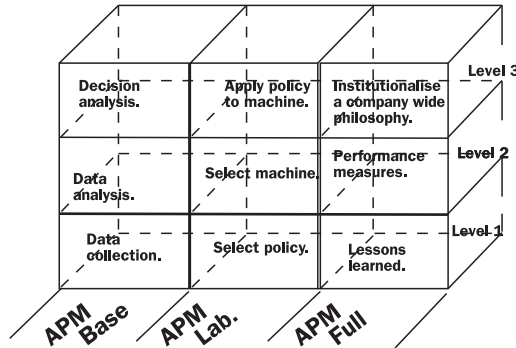 Decision
analysis.
Apply policy
to machine.
Institutionalise
a company wide
philosophy.
Level 3
Data
analysis.
Select machine.
Performance
measures.
Level 2
Data
collection.
Select policy.
Lessons
learned.
Level 1
APM
Base
APM
Lab.
APM
Full